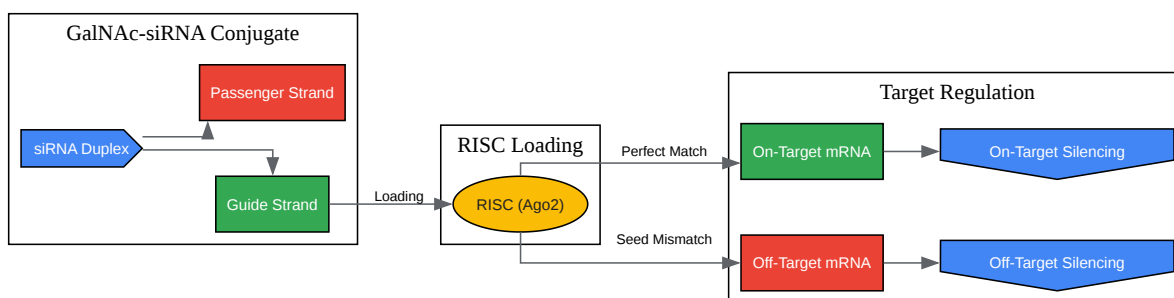 GalNAc-siRNA Conjugate
Passenger Strand
siRNA Duplex
Guide Strand
Loading
RISC Loading
RISC (Ago2)
Perfect Match
Seed Mismatch
Target Regulation
On-Target mRNA
On-Target Silencing
Off-Target mRNA
Off-Target Silencing